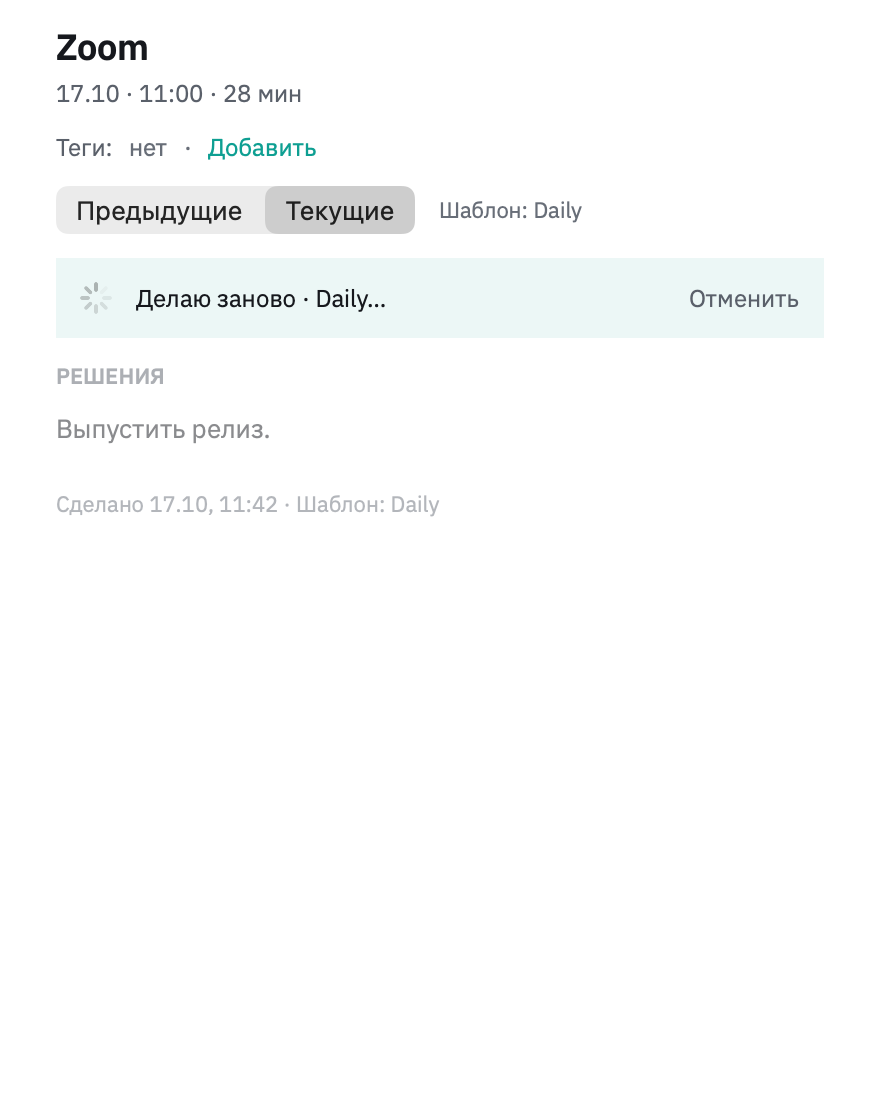 Zoom
17.10 · 11:00 · 28 мин
Теги: нет · Добавить
Предыдущие Текущие Шаблон: Daily
Делаю заново · Daily... Отменить
РЕШЕНИЯ
Выпустить релиз.
Сделано 17.10, 11:42 · Шаблон: Daily